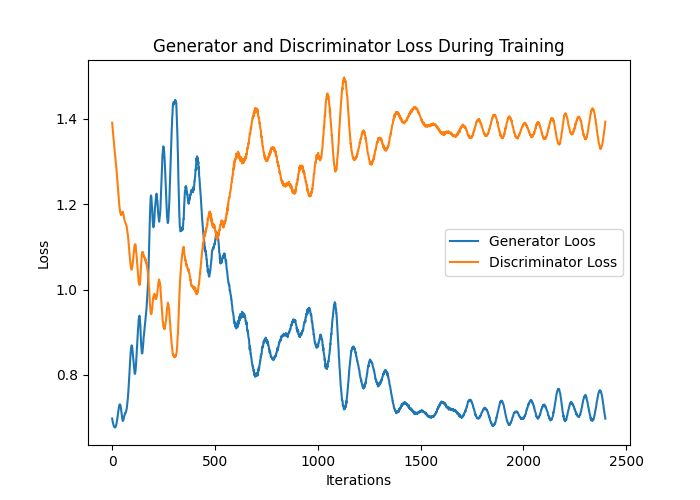 Generator and Discriminator Loss During Training
1.4
1.2
1.0
0.8
Loss
Generator Loos
Discriminator Loss
0
500
1000
1500
2000
2500
Iterations